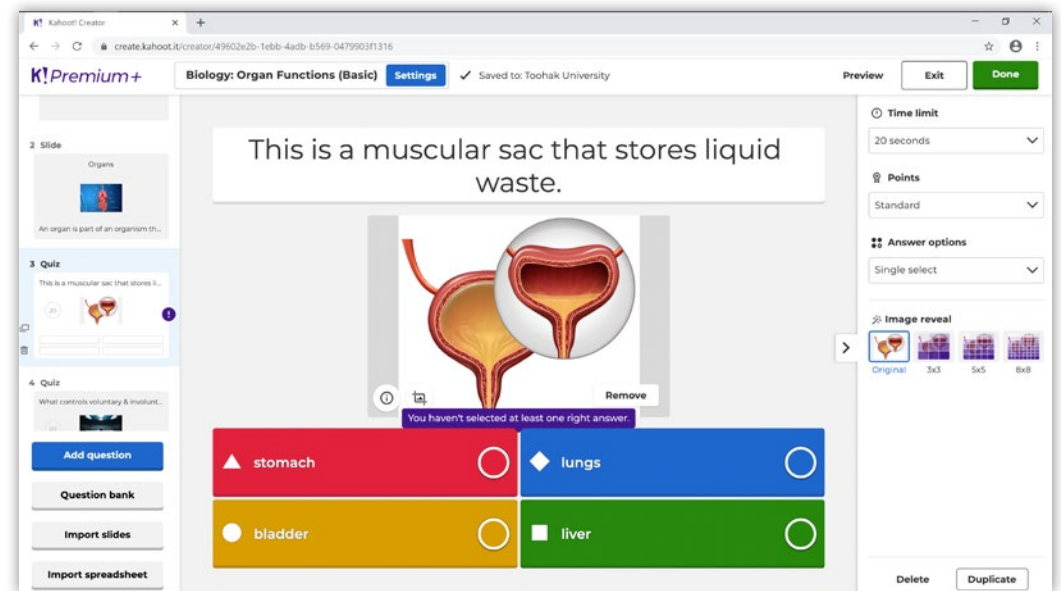 K! Kahoot! Creator
create.kahoot.it/creator/49602e2b-1ebb-4adb-b569-0479903f1316
K! Premium+
Biology: Organ Functions (Basic)
Settings
Saved to: Toohak University
Preview
Exit
Done
2 Slide
Organs
An organ is part of an organism th...
3 Quiz
This is a muscular sac that stores li...
20
4 Quiz
What controls voluntary & involunt...
20
Add question
Question bank
Import slides
Import spreadsheet
This is a muscular sac that stores liquid
waste.
Remove
You haven't selected at least one right answer.
stomach
lungs
bladder
liver
Time limit
20 seconds
Points
Standard
Answer options
Single select
Image reveal
Original
3x3
5x5
8x8
Delete
Duplicate